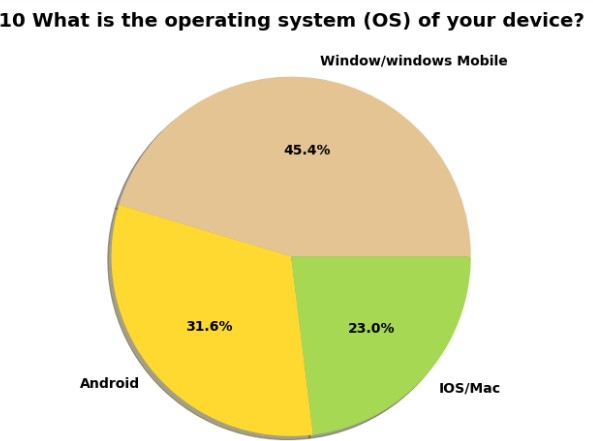 10 What is the operating system (OS) of your device?
Window/windows Mobile
45.4%
31.6%
23.0%
Android
IOS/Mac